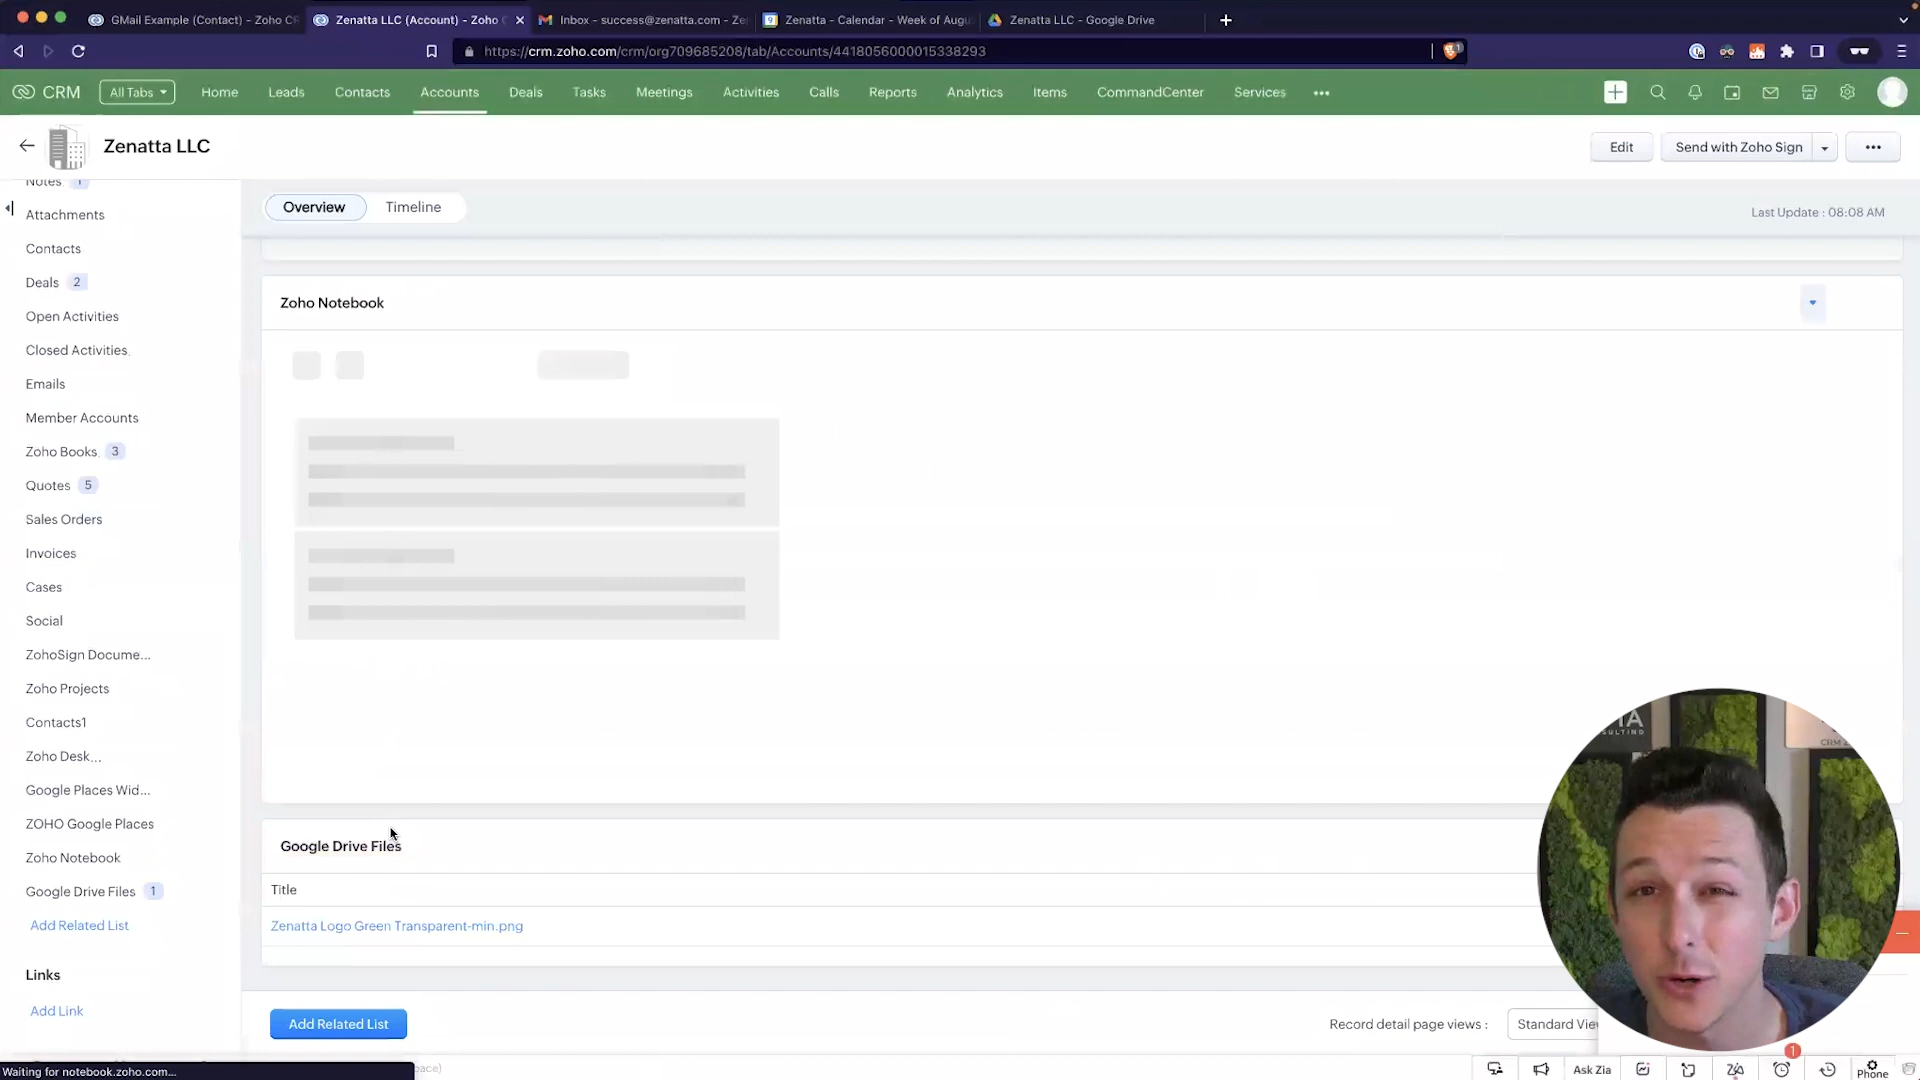 GMail Example (Contact) - Zoho CR
Zenatta LLC (Account) - Zoho
Inbox - success@zenatta.com - Ze
Zenatta - Calendar - Week of Augu
Zenatta LLC - Google Drive
https://crm.zoho.com/crm/org709685208/tab/Accounts/4418056000015338293
1
CRM
All Tabs
Home
Leads
Contacts
Accounts
Deals
Tasks
Meetings
Activities
Calls
Reports
Analytics
Items
CommandCenter
Services
Zenatta LLC
Edit
Send with Zoho Sign
Notes 1
Attachments
Contacts
Deals 2
Open Activities
Closed Activities
Emails
Member Accounts
Zoho Books 3
Quotes 5
Sales Orders
Invoices
Cases
Social
ZohoSign Docume...
Zoho Projects
Contacts1
Zoho Desk...
Google Places Wid...
ZOHO Google Places
Zoho Notebook
Google Drive Files 1
Add Related List
Links
Add Link
Overview
Timeline
Last Update : 08:08 AM
Zoho Notebook
Google Drive Files
Title
Zenatta Logo Green Transparent-min.png
Add Related List
Record detail page views :
Standard Vie
Waiting for notebook.zoho.com...
pace)
Ask Zia
1
Phone